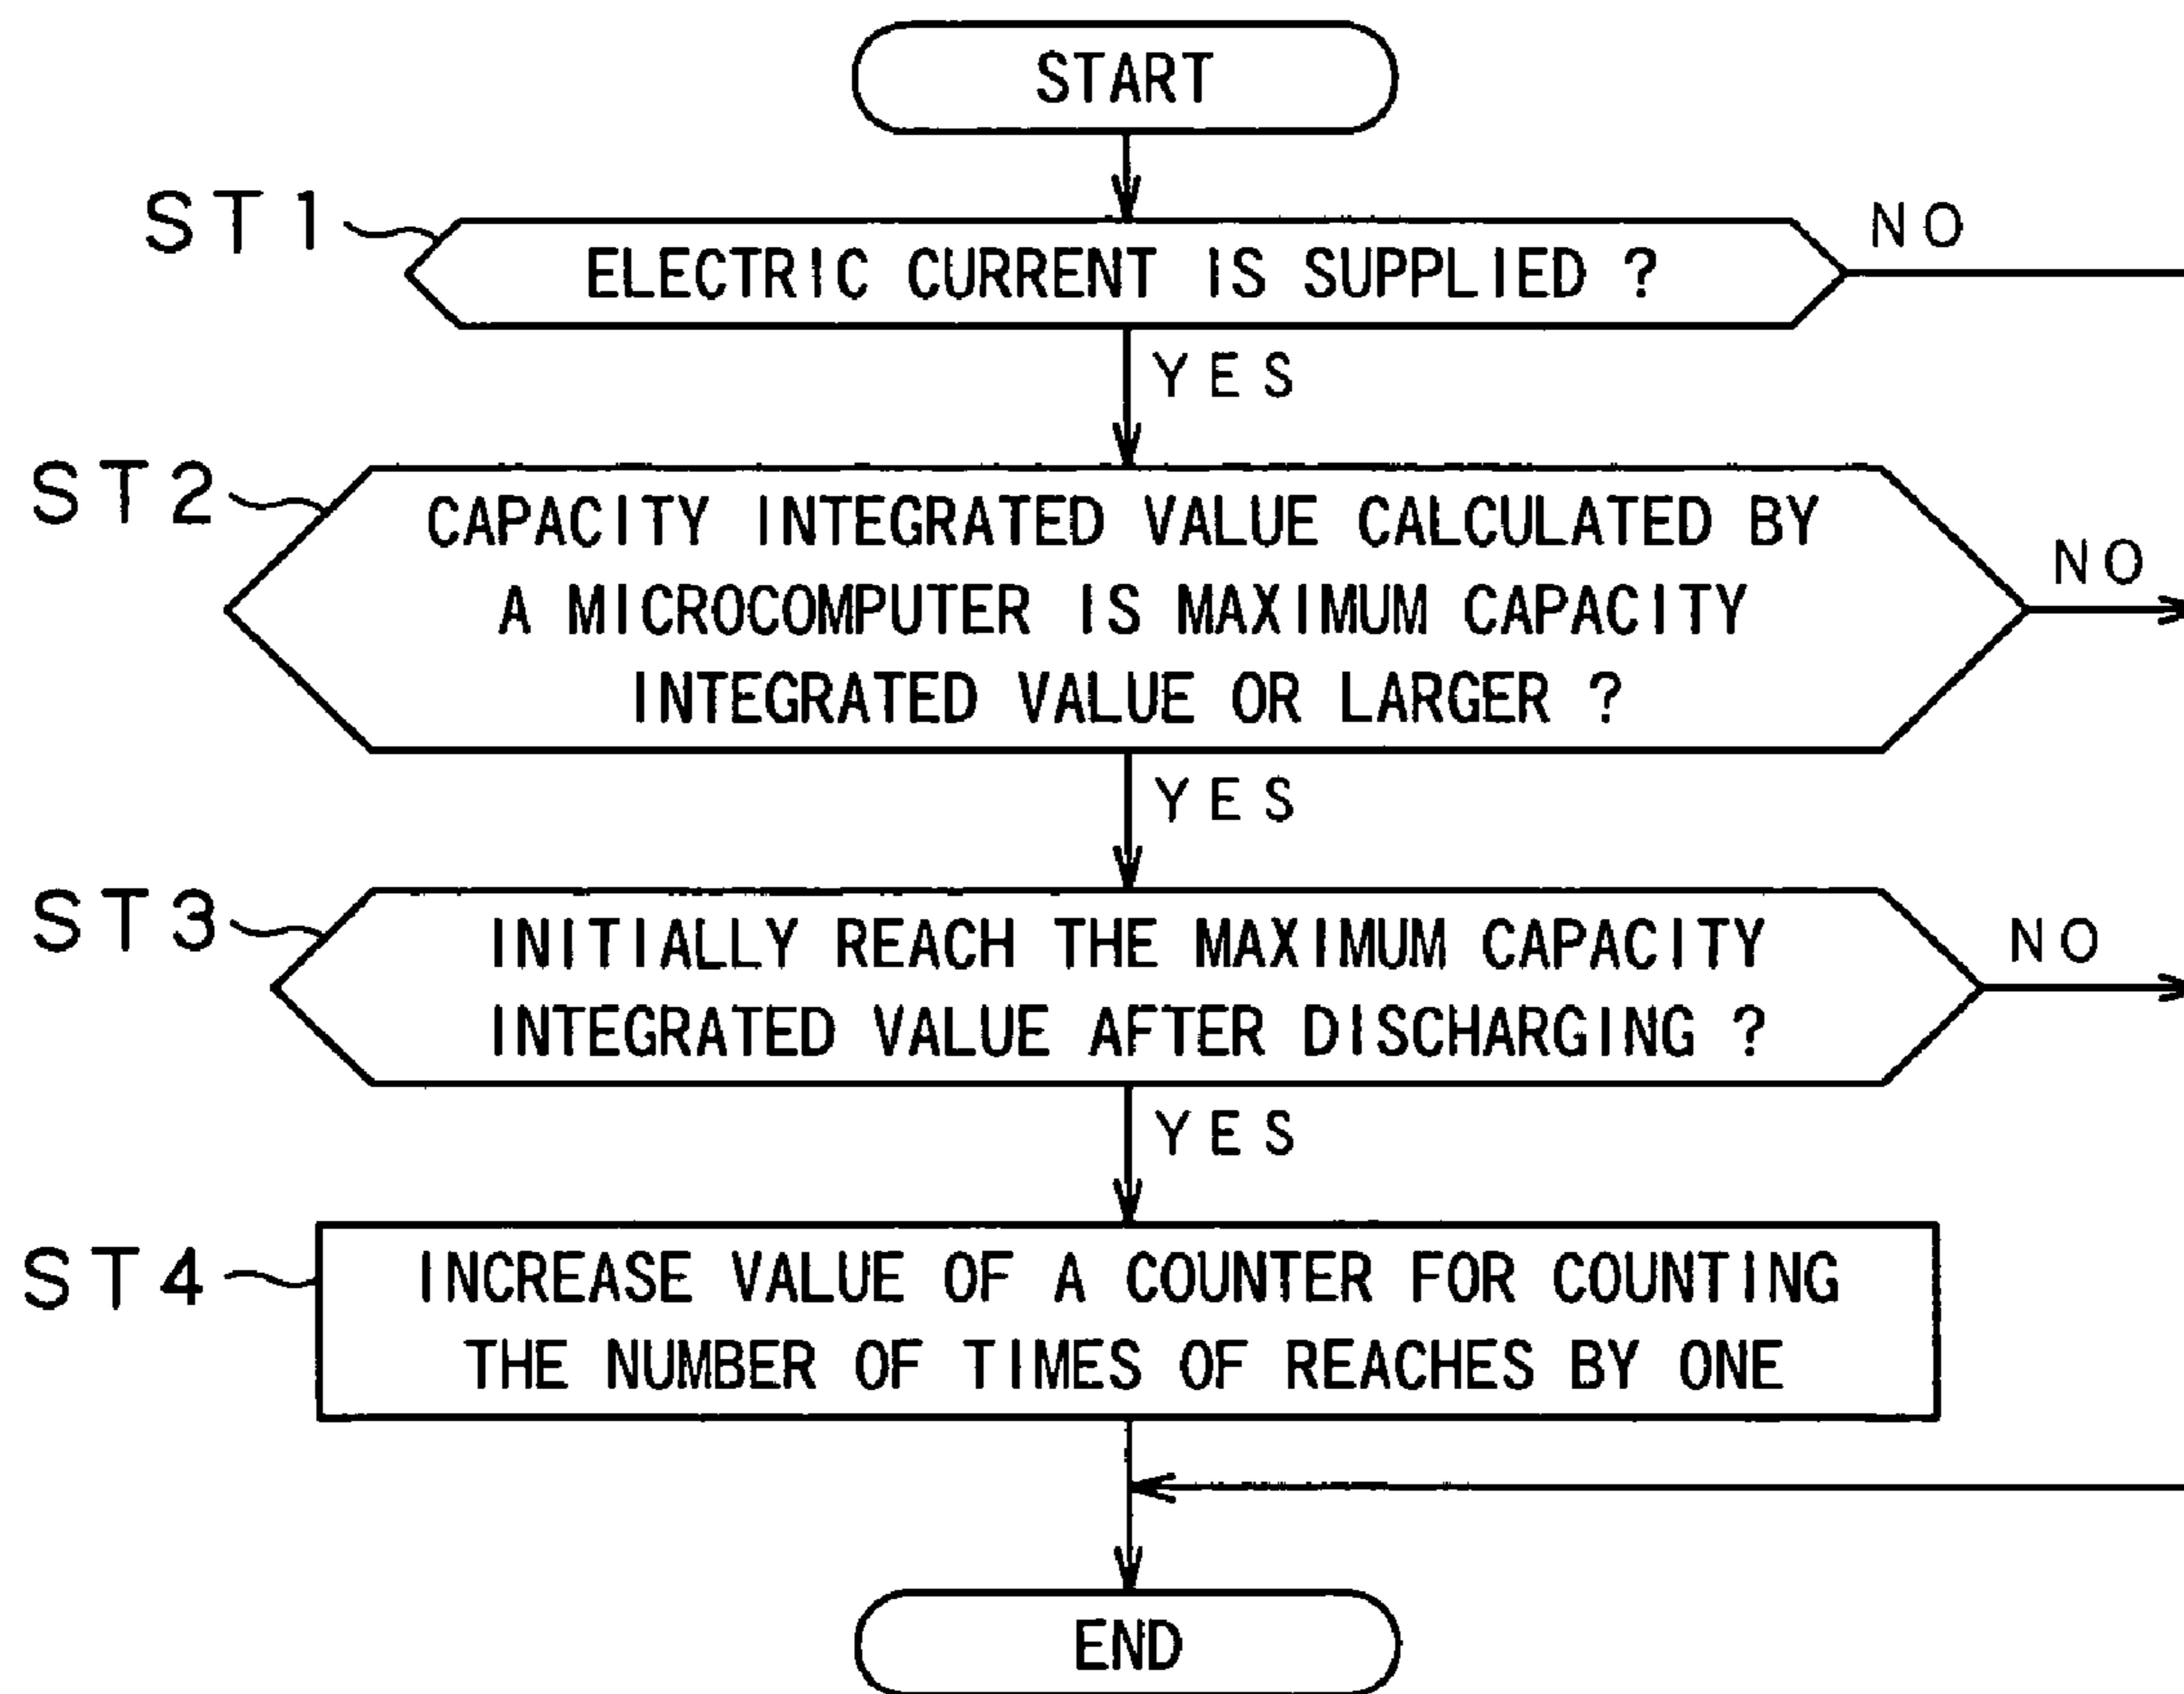 START
ST1
ELECTRIC CURRENT IS SUPPLIED ?
NO
YES
ST2
CAPACITY INTEGRATED VALUE CALCULATED BY
A MICROCOMPUTER IS MAXIMUM CAPACITY
INTEGRATED VALUE OR LARGER ?
NO
YES
ST3
INITIALLY REACH THE MAXIMUM CAPACITY
INTEGRATED VALUE AFTER DISCHARGING ?
NO
YES
ST4
INCREASE VALUE OF A COUNTER FOR COUNTING
THE NUMBER OF TIMES OF REACHES BY ONE
END